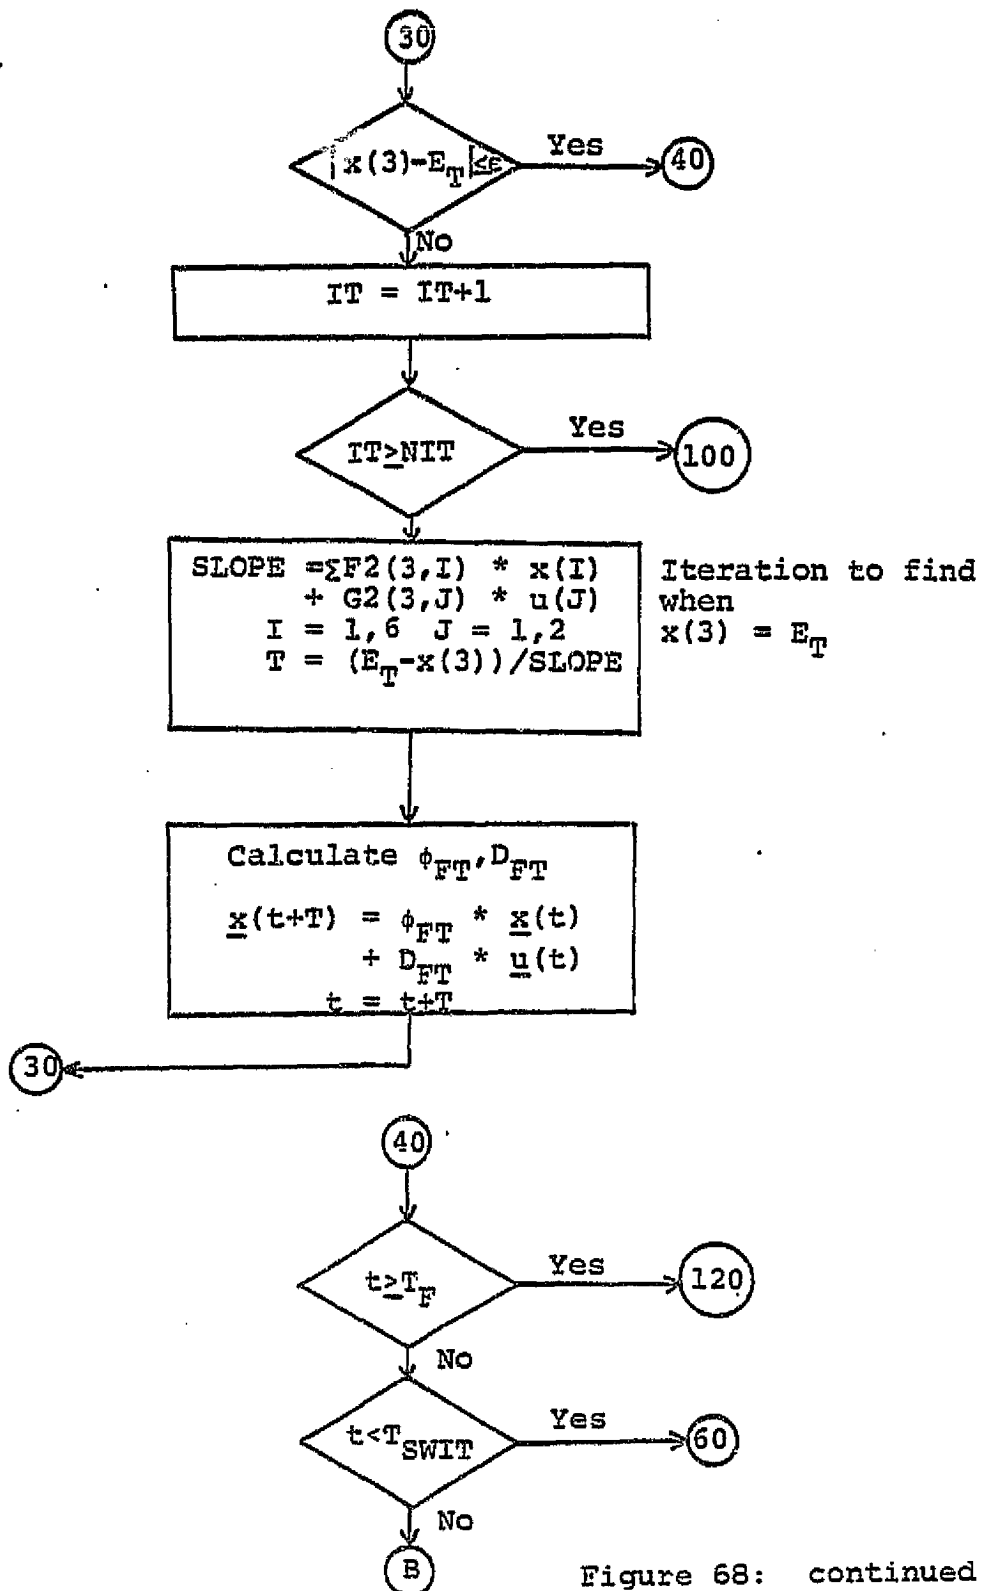 30
|x(3)-E_T|≤ε
Yes
40
No
IT = IT+1
IT≥NIT
Yes
100
SLOPE =ΣF2(3,I) * x(I)
+ G2(3,J) * u(J)
I = 1,6 J = 1,2
T = (E_T-x(3))/SLOPE
Iteration to find
when
x(3) = E_T
Calculate ϕ_FT,D_FT
x(t+T) = ϕ_FT * x(t)
+ D_FT * u(t)
t = t+T
30
40
t≥T_F
Yes
120
No
t<T_SWIT
Yes
60
No
B
Figure 68: continued